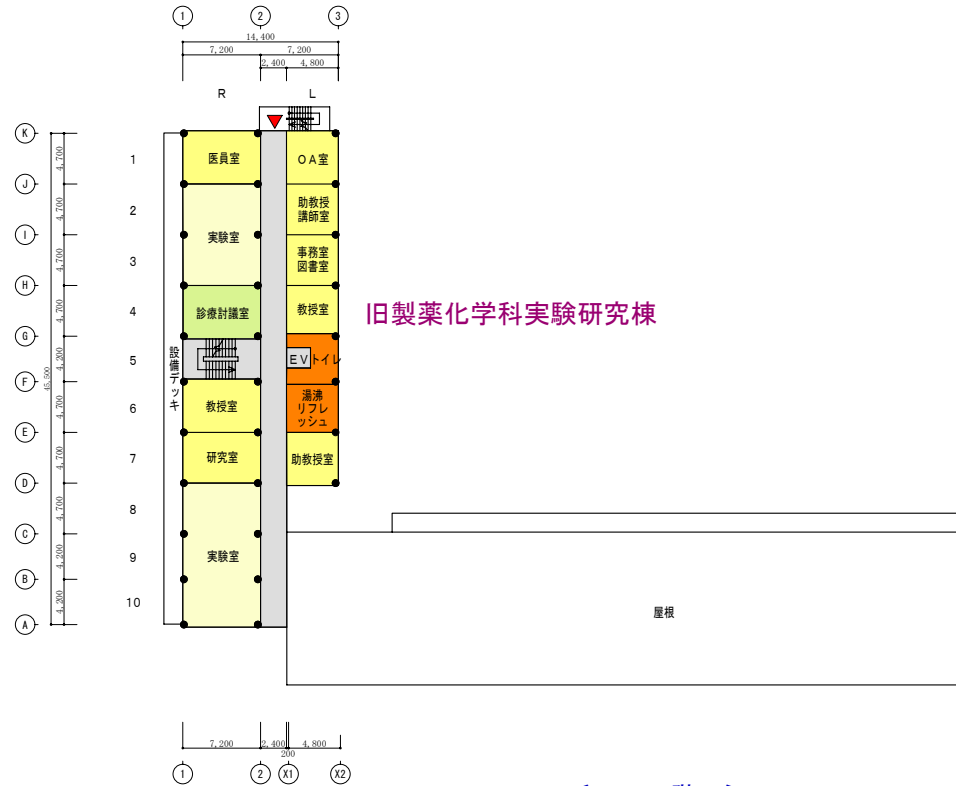 1
2
3
14,400
7,200
7,200
2,400
4,800
R
L
K
J
I
H
G
F
E
D
C
B
A
4,700
4,700
4,700
4,700
4,200
4,700
4,700
4,700
4,200
4,200
45,500
1
2
3
4
5
6
7
8
9
10
医員室
OA室
助教授
講師室
実験室
事務室
図書室
診療討議室
教授室
旧製薬化学科実験研究棟
設備デッキ
EV
トイレ
教授室
湯沸
リフレ
ッシュ
研究室
助教授室
実験室
屋根
7,200
2,400
4,800
200
1
2
X1
X2